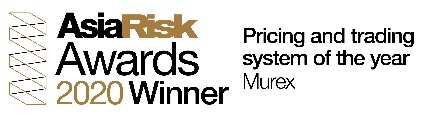 AsiaRisk
Awards
2020 Winner
Pricing and trading
system of the year
Murex